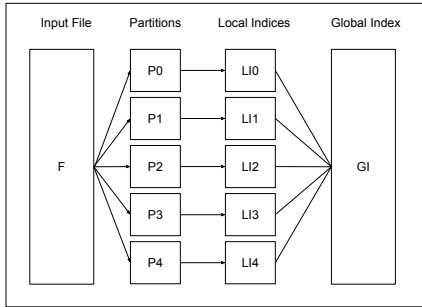 Input File Partitions Local Indices Global Index
P0 LI0
P1 LI1
F P2 LI2 GI
P3 LI3
P4 LI4